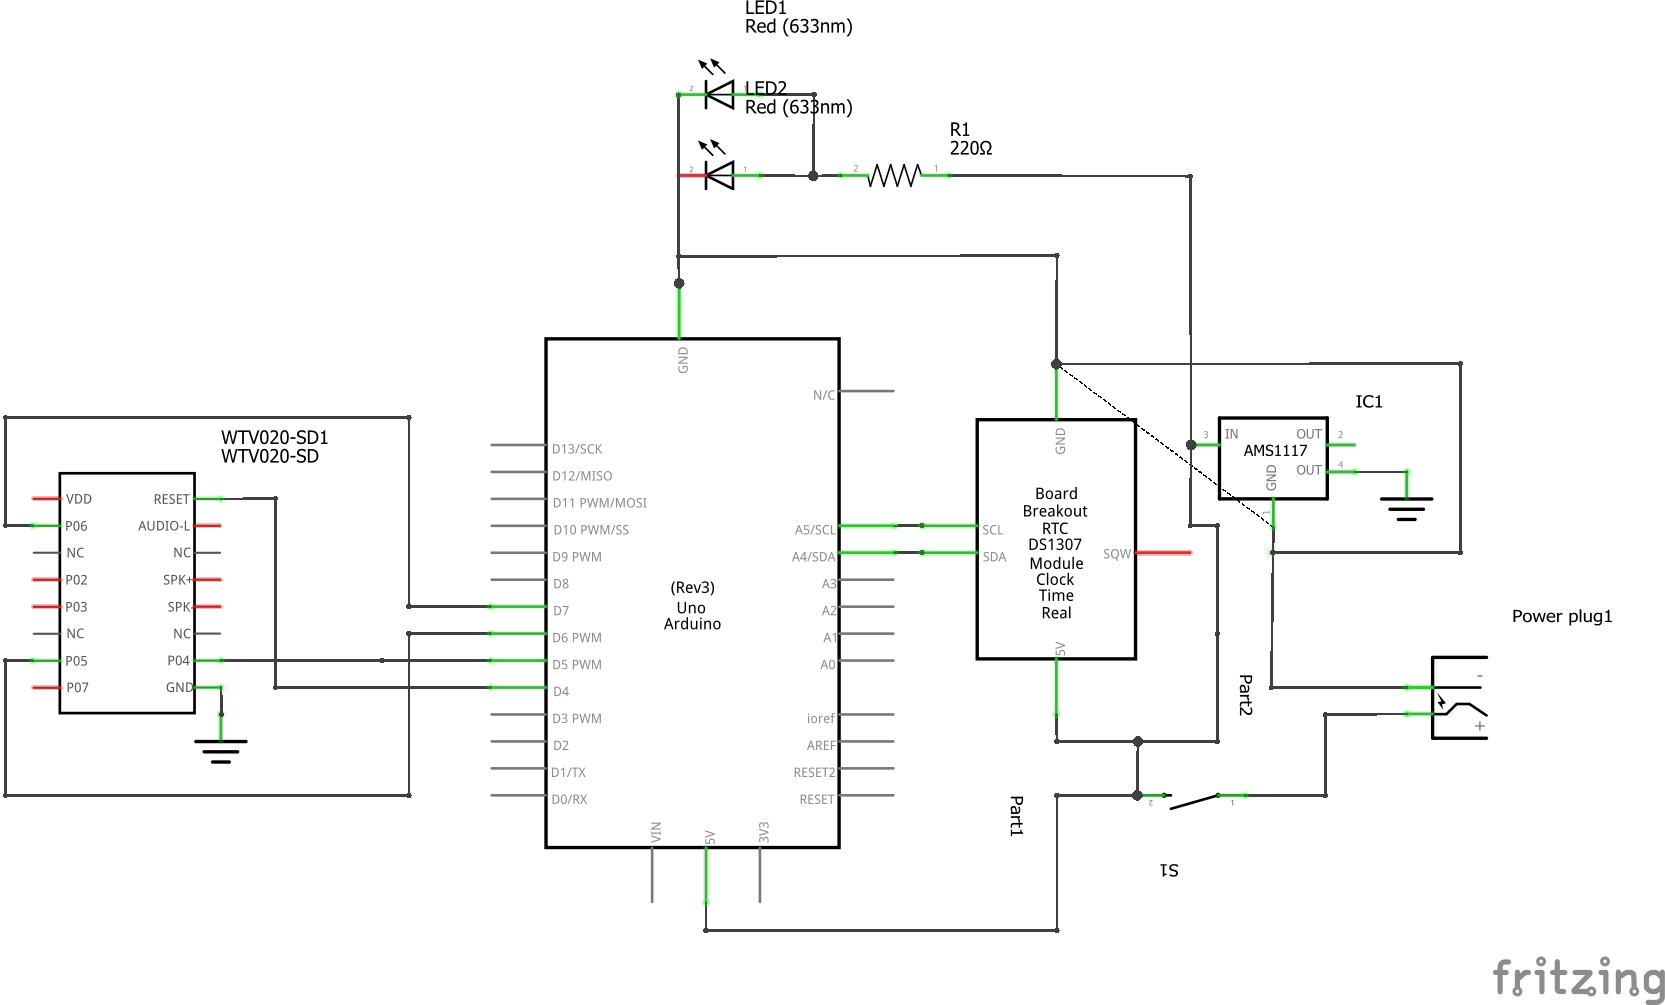 LED1
Red (633nm)
2
1
LED2
Red (633nm)
2
1
R1
220Ω
2
1
GND
N/C
D13/SCK
D12/MISO
D11 PWM/MOSI
D10 PWM/SS
D9 PWM
D8
D7
D6 PWM
D5 PWM
D4
D3 PWM
D2
D1/TX
D0/RX
A5/SCL
A4/SDA
A3
A2
A1
A0
ioref
AREF
RESET2
RESET
(Rev3)
Uno
Arduino
VIN
5V
3V3
WTV020-SD1
WTV020-SD
VDD
P06
NC
P02
P03
NC
P05
P07
RESET
AUDIO-L
NC
SPK+
SPK-
NC
P04
GND
GND
SCL
SDA
SQW
5V
Board
Breakout
RTC
DS1307
Module
Clock
Time
Real
Part1
IC1
3
IN
OUT
2
AMS1117
OUT
4
GND
1
Part2
Power plug1
-
+
2
1
S1
fritzing